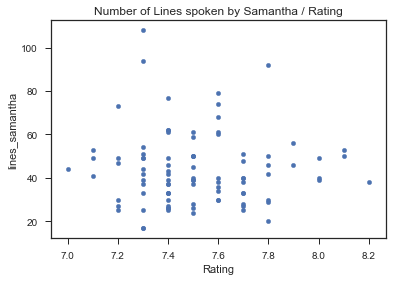 Number of Lines spoken by Samantha / Rating
lines_samantha
100
80
60
40
20
7.0 7.2 7.4 7.6 7.8 8.0 8.2
Rating